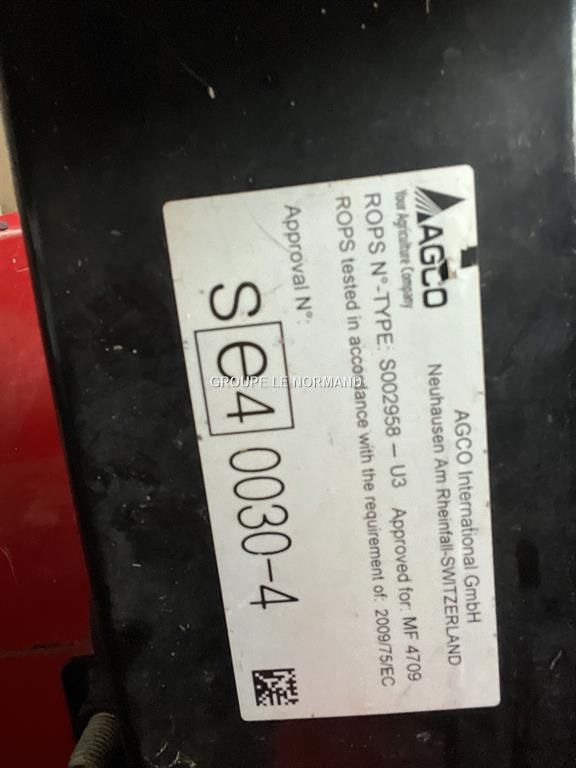 AGCO
Your Agriculture Company
AGCO International GmbH
Neuhausen Am Rheinfall-SWITZERLAND
ROPS N°-TYPE: S002958 – U3 Approved for: MF 4709
ROPS tested in accordance with the requirement of: 2009/75/EC
Approval N°:
S e4 0030-4
GROUPE LE NORMAND